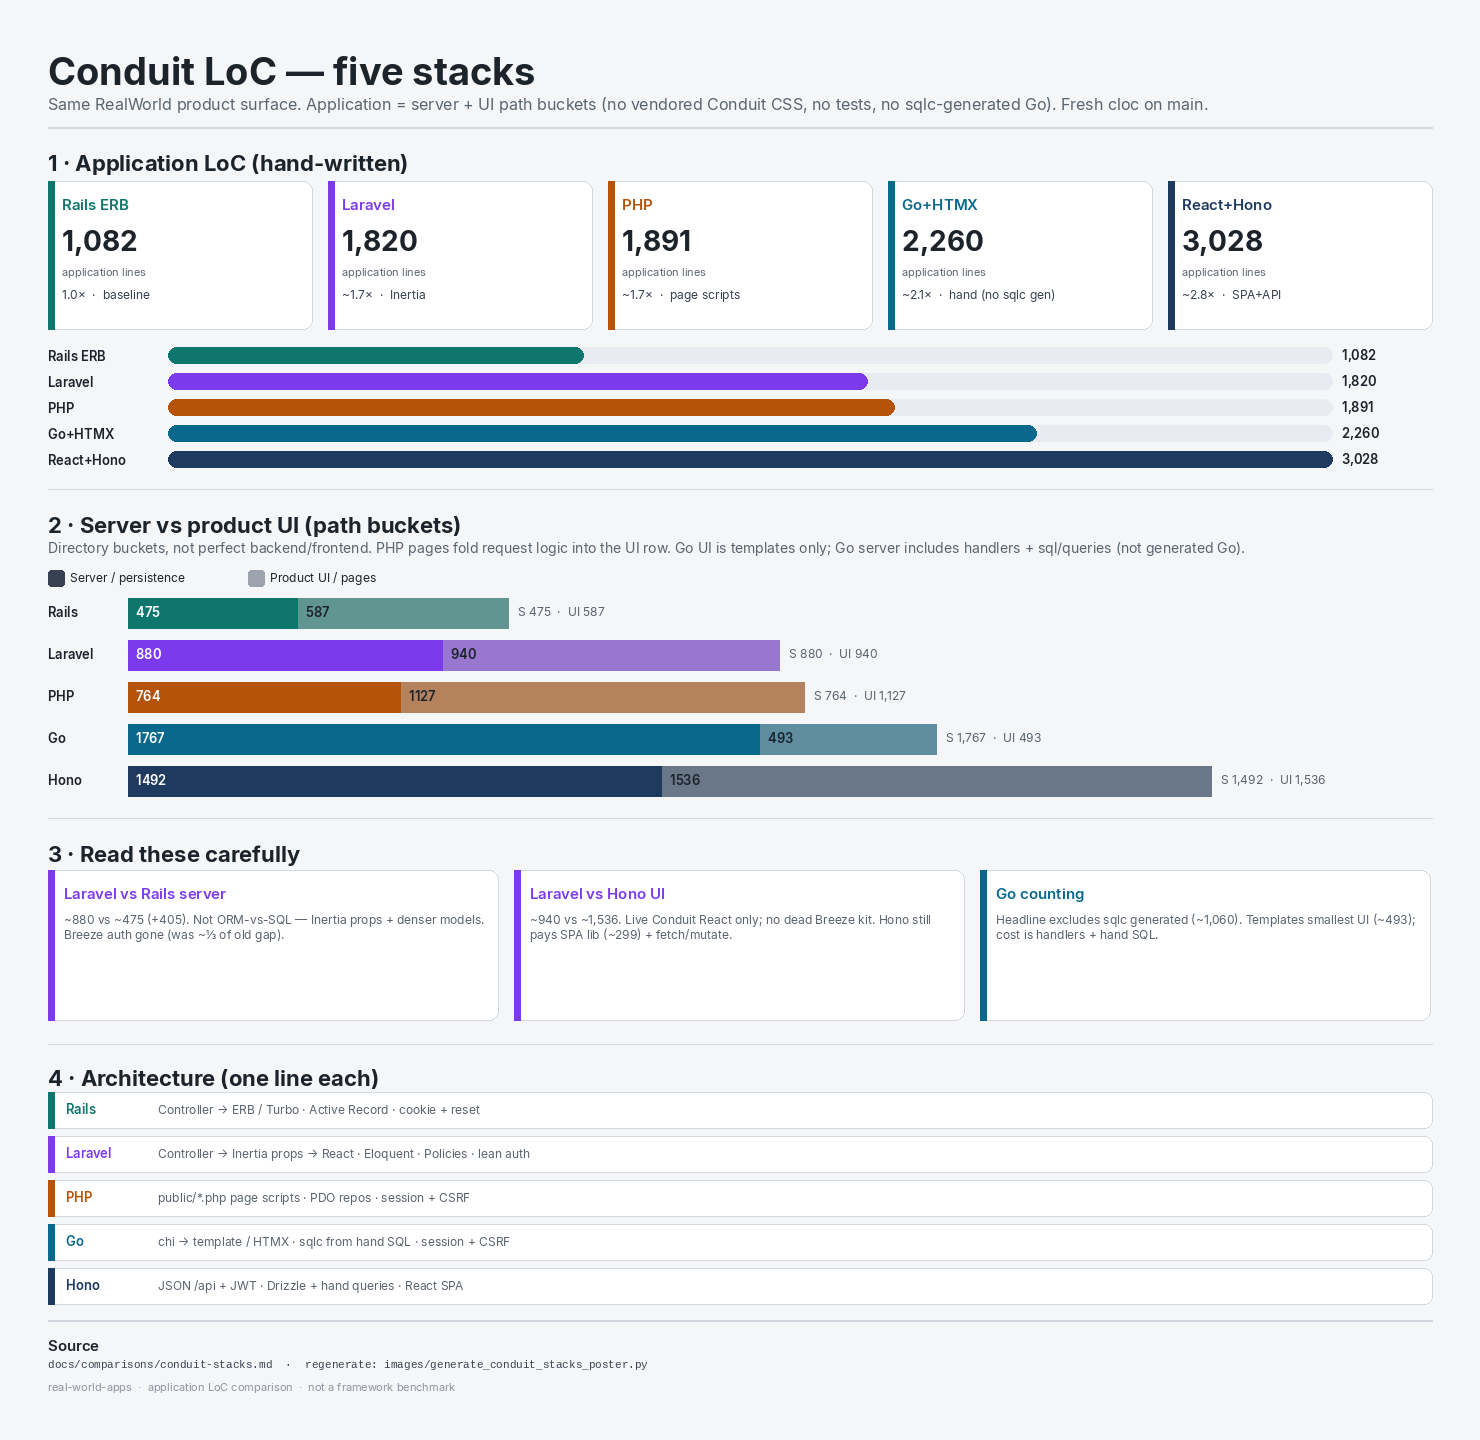 Conduit LoC — five stacks
Same RealWorld product surface. Application = server + UI path buckets (no vendored Conduit CSS, no tests, no sqlc-generated Go). Fresh cloc on main.
1 · Application LoC (hand-written)
Rails ERB
1,082
application lines
1.0× · baseline
Laravel
1,820
application lines
~1.7× · Inertia
PHP
1,891
application lines
~1.7× · page scripts
Go+HTMX
2,260
application lines
~2.1× · hand (no sqlc gen)
React+Hono
3,028
application lines
~2.8× · SPA+API
Rails ERB 1,082
Laravel 1,820
PHP 1,891
Go+HTMX 2,260
React+Hono 3,028
2 · Server vs product UI (path buckets)
Directory buckets, not perfect backend/frontend. PHP pages fold request logic into the UI row. Go UI is templates only; Go server includes handlers + sql/queries (not generated Go).
Server / persistence Product UI / pages
Rails 475 587 S 475 · UI 587
Laravel 880 940 S 880 · UI 940
PHP 764 1127 S 764 · UI 1,127
Go 1767 493 S 1,767 · UI 493
Hono 1492 1536 S 1,492 · UI 1,536
3 · Read these carefully
Laravel vs Rails server
~880 vs ~475 (+405). Not ORM-vs-SQL — Inertia props + denser models.
Breeze auth gone (was ~⅓ of old gap).
Laravel vs Hono UI
~940 vs ~1,536. Live Conduit React only; no dead Breeze kit. Hono still
pays SPA lib (~299) + fetch/mutate.
Go counting
Headline excludes sqlc generated (~1,060). Templates smallest UI (~493);
cost is handlers + hand SQL.
4 · Architecture (one line each)
Rails Controller → ERB / Turbo · Active Record · cookie + reset
Laravel Controller → Inertia props → React · Eloquent · Policies · lean auth
PHP public/*.php page scripts · PDO repos · session + CSRF
Go chi → template / HTMX · sqlc from hand SQL · session + CSRF
Hono JSON /api + JWT · Drizzle + hand queries · React SPA
Source
docs/comparisons/conduit-stacks.md · regenerate: images/generate_conduit_stacks_poster.py
real-world-apps · application LoC comparison · not a framework benchmark